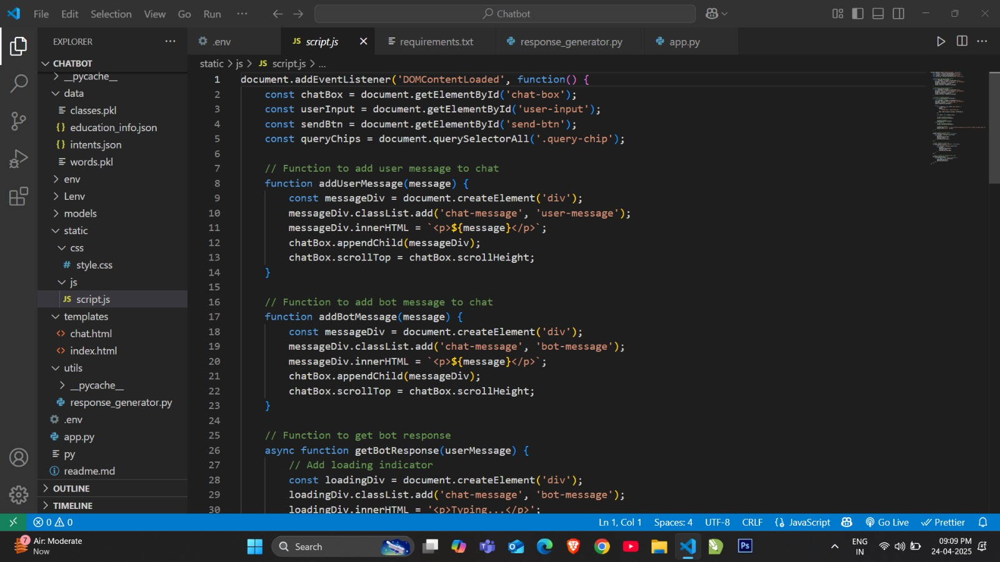 File Edit Selection View Go Run ··· Chatbot
EXPLORER ···
.env
JS script.js
requirements.txt
response_generator.py
app.py
static > js > JS script.js > ...
CHATBOT
__pycache__
data
classes.pkl
{} education_info.json
{} intents.json
words.pkl
env
Lenv
models
static
css
# style.css
js
JS script.js
templates
<> chat.html
<> index.html
utils
__pycache__
response_generator.py
.env
app.py
py
readme.md
OUTLINE
TIMELINE
1 document.addEventListener('DOMContentLoaded', function() {
2 const chatBox = document.getElementById('chat-box');
3 const userInput = document.getElementById('user-input');
4 const sendBtn = document.getElementById('send-btn');
5 const queryChips = document.querySelectorAll('.query-chip');
6
7 // Function to add user message to chat
8 function addUserMessage(message) {
9 const messageDiv = document.createElement('div');
10 messageDiv.classList.add('chat-message', 'user-message');
11 messageDiv.innerHTML = `<p>${message}</p>`;
12 chatBox.appendChild(messageDiv);
13 chatBox.scrollTop = chatBox.scrollHeight;
14 }
15
16 // Function to add bot message to chat
17 function addBotMessage(message) {
18 const messageDiv = document.createElement('div');
19 messageDiv.classList.add('chat-message', 'bot-message');
20 messageDiv.innerHTML = `<p>${message}</p>`;
21 chatBox.appendChild(messageDiv);
22 chatBox.scrollTop = chatBox.scrollHeight;
23 }
24
25 // Function to get bot response
26 async function getBotResponse(userMessage) {
27 // Add loading indicator
28 const loadingDiv = document.createElement('div');
29 loadingDiv.classList.add('chat-message', 'bot-message');
30 loadingDiv.innerHTML = '<p>Typing...</p>';
0 0 Ln 1, Col 1 Spaces: 4 UTF-8 CRLF {} JavaScript Go Live Prettier
7 Air: Moderate
Now
Search
Ps
ENG
IN
09:09 PM
24-04-2025